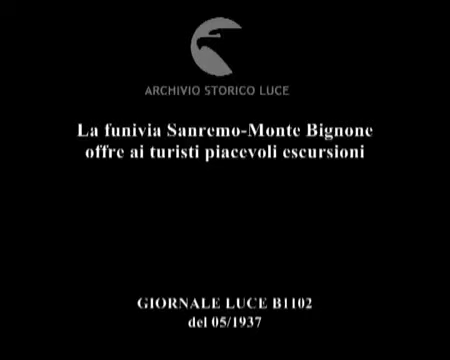 ARCHIVIO STORICO LUCE
La funivia Sanremo-Monte Bignone
offre ai turisti piacevoli escursioni
GIORNALE LUCE B1102
del 05/1937